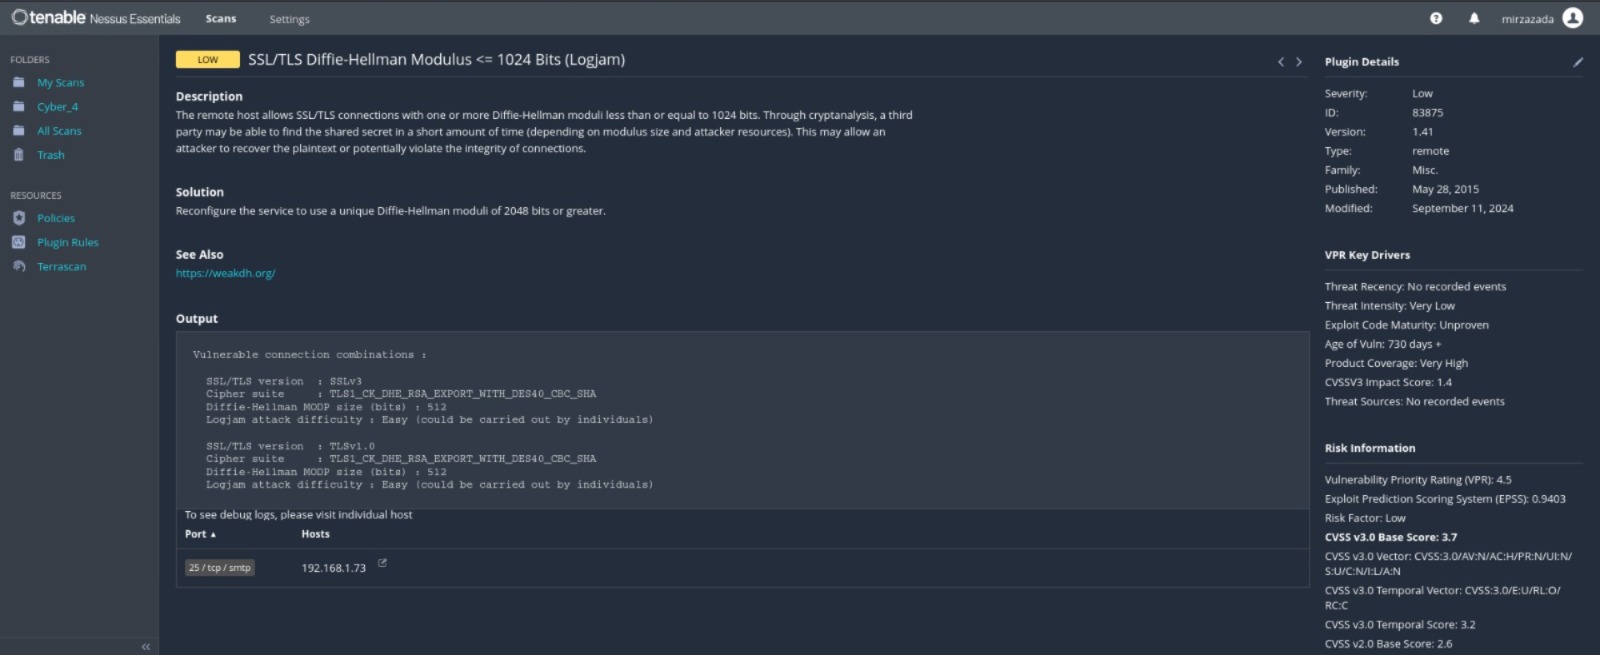 tenable Nessus Essentials Scans Settings mirzazada
FOLDERS
My Scans
Cyber_4
All Scans
Trash
RESOURCES
Policies
Plugin Rules
Terrascan
LOW SSL/TLS Diffie-Hellman Modulus <= 1024 Bits (Logjam)
Description
The remote host allows SSL/TLS connections with one or more Diffie-Hellman moduli less than or equal to 1024 bits. Through cryptanalysis, a third
party may be able to find the shared secret in a short amount of time (depending on modulus size and attacker resources). This may allow an
attacker to recover the plaintext or potentially violate the integrity of connections.
Solution
Reconfigure the service to use a unique Diffie-Hellman moduli of 2048 bits or greater.
See Also
https://weakdh.org/
Output
Vulnerable connection combinations :
SSL/TLS version : SSLv3
Cipher suite : TLS1_CK_DHE_RSA_EXPORT_WITH_DES40_CBC_SHA
Diffie-Hellman MODP size (bits) : 512
Logjam attack difficulty : Easy (could be carried out by individuals)
SSL/TLS version : TLSv1.0
Cipher suite : TLS1_CK_DHE_RSA_EXPORT_WITH_DES40_CBC_SHA
Diffie-Hellman MODP size (bits) : 512
Logjam attack difficulty : Easy (could be carried out by individuals)
To see debug logs, please visit individual host
Port ▲ Hosts
25 / tcp / smtp 192.168.1.73
Plugin Details
Severity: Low
ID: 83875
Version: 1.41
Type: remote
Family: Misc.
Published: May 28, 2015
Modified: September 11, 2024
VPR Key Drivers
Threat Recency: No recorded events
Threat Intensity: Very Low
Exploit Code Maturity: Unproven
Age of Vuln: 730 days +
Product Coverage: Very High
CVSSV3 Impact Score: 1.4
Threat Sources: No recorded events
Risk Information
Vulnerability Priority Rating (VPR): 4.5
Exploit Prediction Scoring System (EPSS): 0.9403
Risk Factor: Low
CVSS v3.0 Base Score: 3.7
CVSS v3.0 Vector: CVSS:3.0/AV:N/AC:H/PR:N/UI:N/
S:U/C:N/I:L/A:N
CVSS v3.0 Temporal Vector: CVSS:3.0/E:U/RL:O/
RC:C
CVSS v3.0 Temporal Score: 3.2
CVSS v2.0 Base Score: 2.6